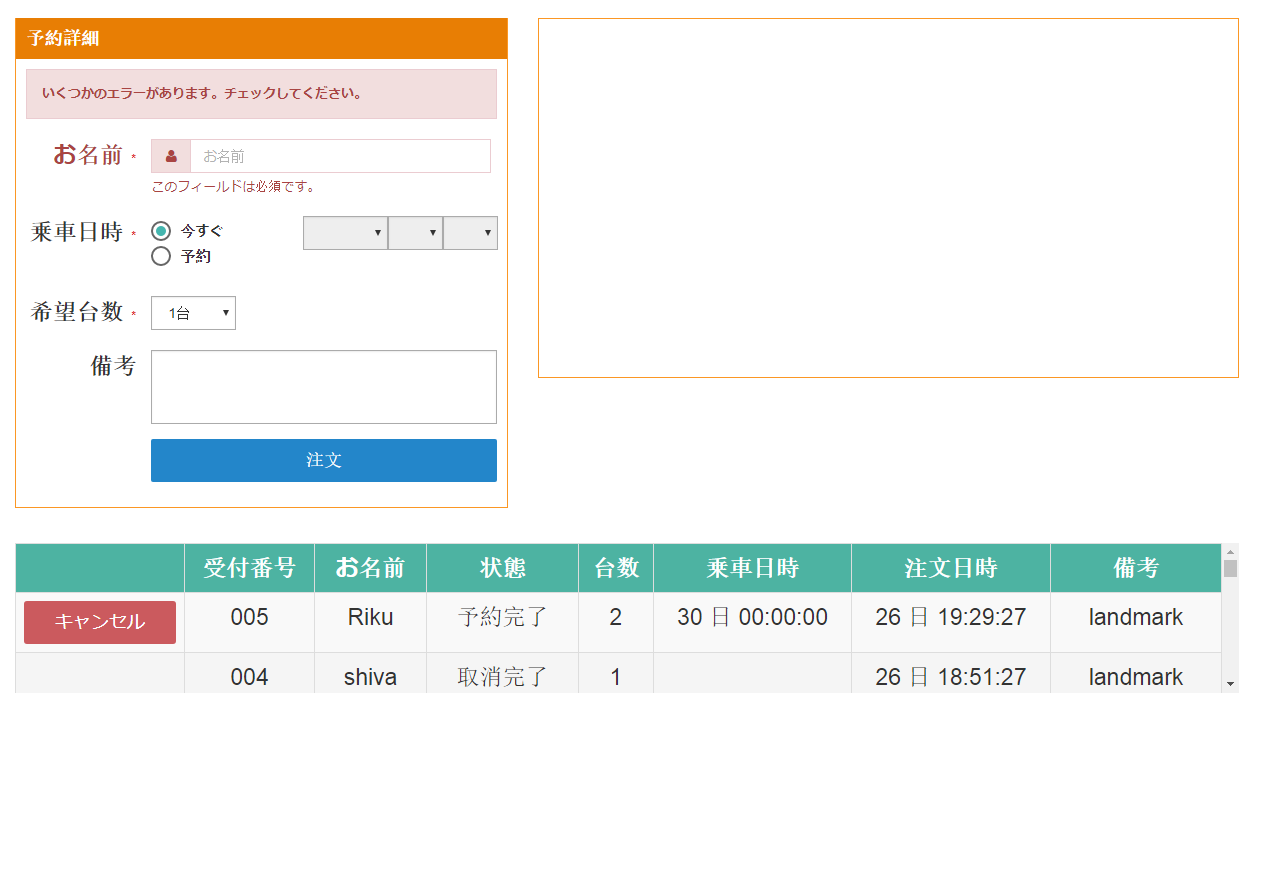 予約詳細
いくつかのエラーがあります。チェックしてください。
お名前 * お名前
このフィールドは必須です。
乗車日時 * 今すぐ
予約
希望台数 * 1台
備考
注文
受付番号 お名前 状態 台数 乗車日時 注文日時 備考
キャンセル 005 Riku 予約完了 2 30 日 00:00:00 26 日 19:29:27 landmark
004 shiva 取消完了 1 26 日 18:51:27 landmark